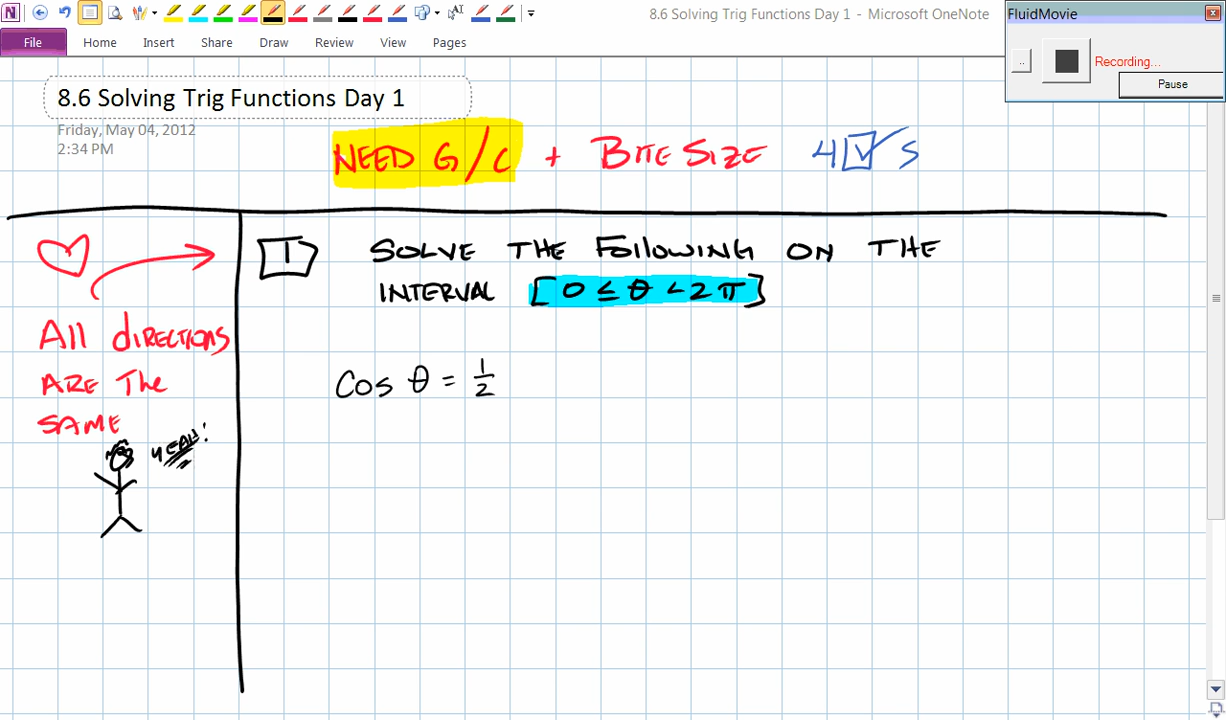 8.6 Solving Trig Functions Day 1 - Microsoft OneNote
FluidMovie
File Home Insert Share Draw Review View Pages
Recording...
Pause
8.6 Solving Trig Functions Day 1
Friday, May 04, 2012
2:34 PM
NEED G/C + BITE SIZE 4 ☑ S
1 SOLVE THE FOLLOWING ON THE
INTERVAL [0 ≤ θ < 2π]
All directions
ARE THE
SAME
YEAH!
Cos θ = 1/2